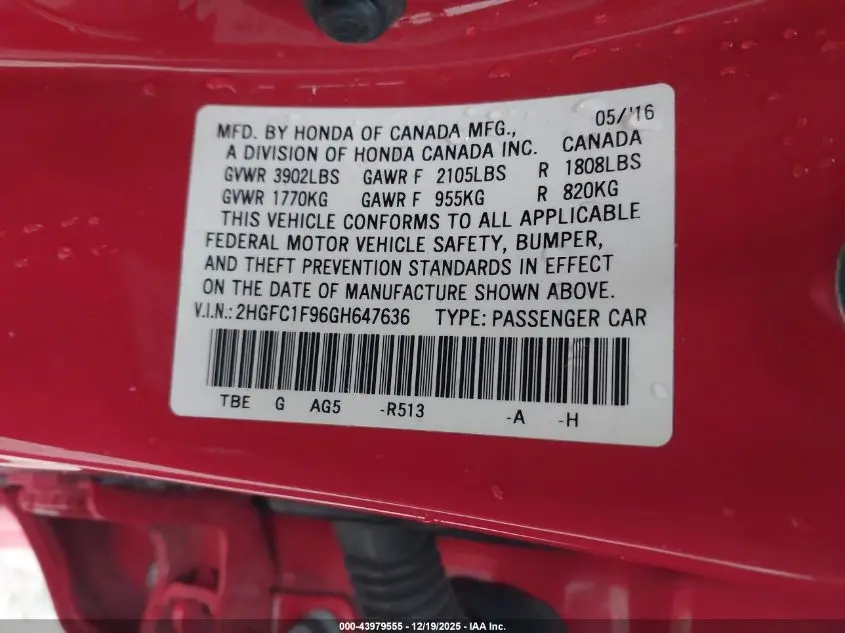 05/'16
MFD. BY HONDA OF CANADA MFG.,
A DIVISION OF HONDA CANADA INC. CANADA
GVWR 3902LBS GAWR F 2105LBS R 1808LBS
GVWR 1770KG GAWR F 955KG R 820KG
THIS VEHICLE CONFORMS TO ALL APPLICABLE
FEDERAL MOTOR VEHICLE SAFETY, BUMPER,
AND THEFT PREVENTION STANDARDS IN EFFECT
ON THE DATE OF MANUFACTURE SHOWN ABOVE.
V.I.N.: 2HGFC1F96GH647636 TYPE: PASSENGER CAR
TBE G AG5 -R513 -A -H
000-43979555 - 12/19/2025 - IAA Inc.